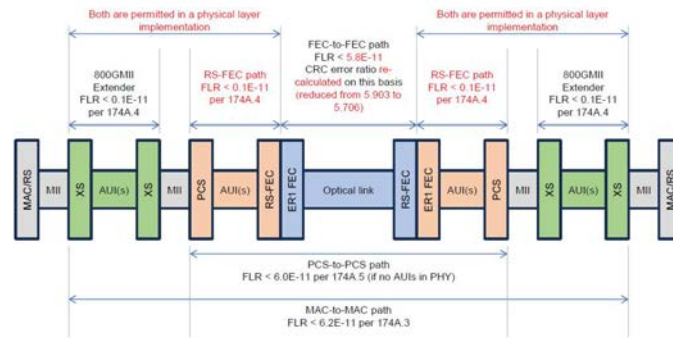 Both are permitted in a physical layer
implementation
Both are permitted in a physical layer
implementation
FEC-to-FEC path
FLR < 5.8E-11
CRC error ratio re-
calculated on this basis
(reduced from 5.903 to
5.706)
800GMII
Extender
FLR < 0.1E-11
per 174A.4
RS-FEC path
FLR < 0.1E-11
per 174A.4
RS-FEC path
FLR < 0.1E-11
per 174A.4
800GMII
Extender
FLR < 0.1E-11
per 174A.4
MAC/RS
MII
XS
AUI(s)
XS
MII
PCS
AUI(s)
RS-FEC
ER1 FEC
Optical link
RS-FEC
ER1 FEC
AUI(s)
PCS
MII
XS
AUI(s)
XS
MII
MAC/RS
PCS-to-PCS path
FLR < 6.0E-11 per 174A.5 (if no AUIs in PHY)
MAC-to-MAC path
FLR < 6.2E-11 per 174A.3